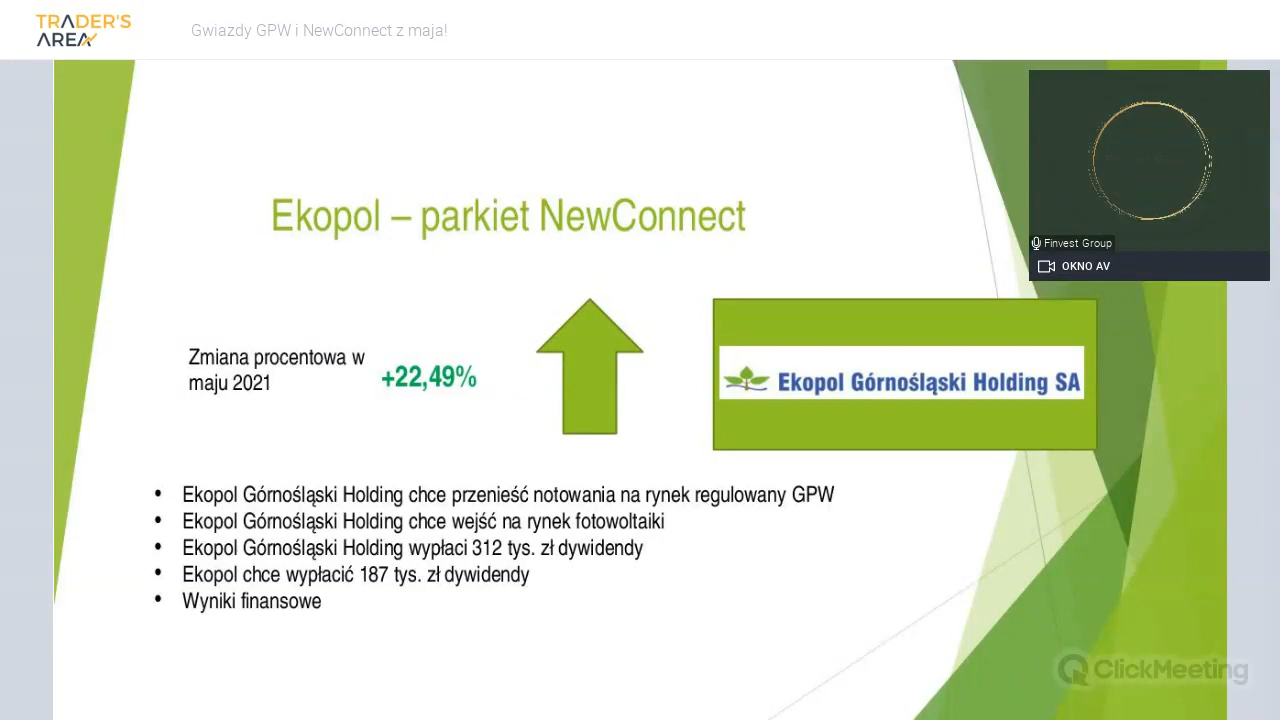 TRADER'S
AREA
Gwiazdy GPW i NewConnect z maja!
Finvest Group
OKNO AV
Ekopol – parkiet NewConnect
Zmiana procentowa w
maju 2021
+22,49%
Ekopol Górnośląski Holding SA
• Ekopol Górnośląski Holding chce przenieść notowania na rynek regulowany GPW
• Ekopol Górnośląski Holding chce wejść na rynek fotowoltaiki
• Ekopol Górnośląski Holding wypłaci 312 tys. zł dywidendy
• Ekopol chce wypłacić 187 tys. zł dywidendy
• Wyniki finansowe
ClickMeeting